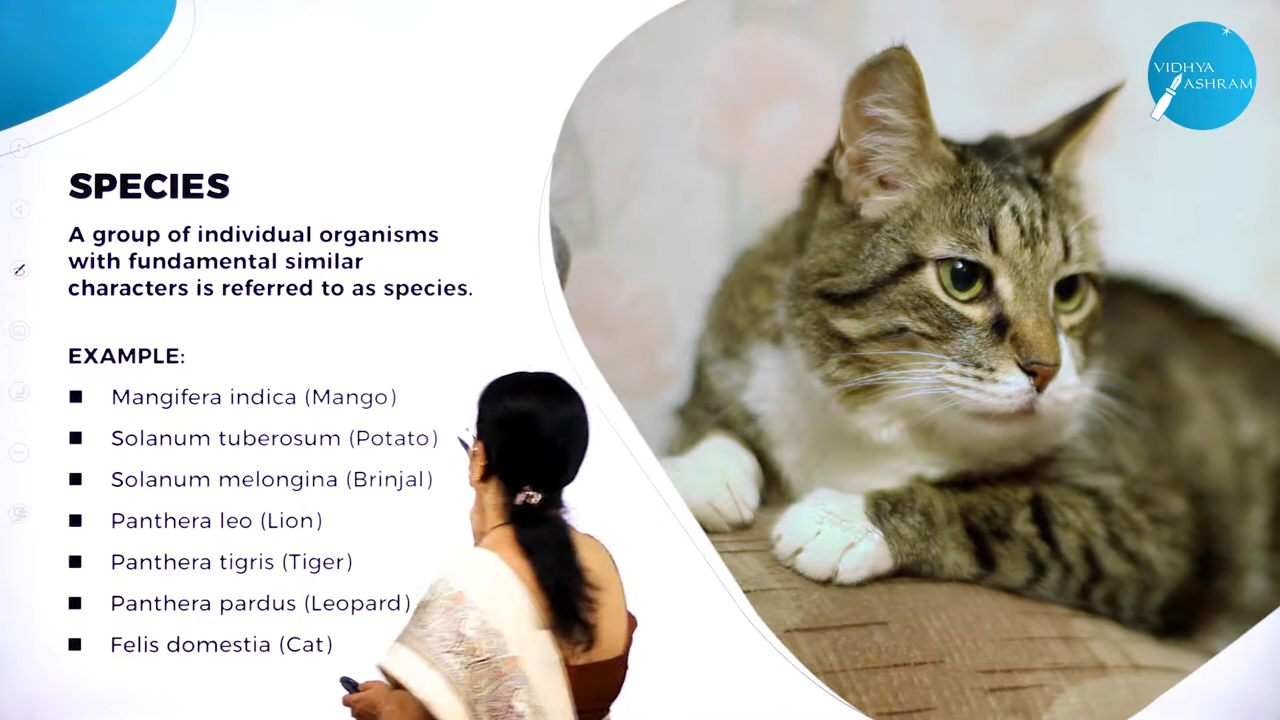 VIDHYA
ASHRAM
SPECIES
A group of individual organisms
with fundamental similar
characters is referred to as species.
EXAMPLE:
Mangifera indica (Mango)
Solanum tuberosum (Potato)
Solanum melongina (Brinjal)
Panthera leo (Lion)
Panthera tigris (Tiger)
Panthera pardus (Leopard)
Felis domestia (Cat)